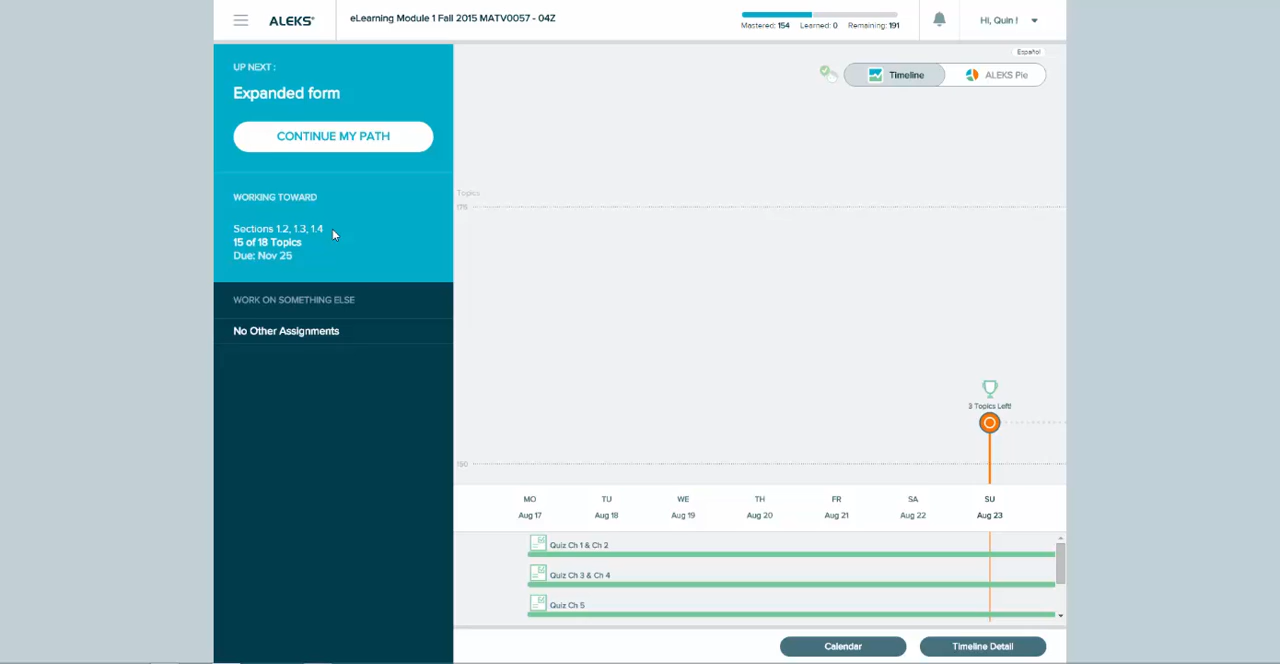 ALEKS®
eLearning Module 1 Fall 2015 MATV0057 - 04Z
Mastered: 154 Learned: 0 Remaining: 191
Hi, Quin !
Español
UP NEXT :
Expanded form
CONTINUE MY PATH
Timeline
ALEKS Pie
WORKING TOWARD
Sections 1.2, 1.3, 1.4
15 of 18 Topics
Due: Nov 25
WORK ON SOMETHING ELSE
No Other Assignments
Topics
175
3 Topics Left!
150
MO TU WE TH FR SA SU
Aug 17 Aug 18 Aug 19 Aug 20 Aug 21 Aug 22 Aug 23
Quiz Ch 1 & Ch 2
Quiz Ch 3 & Ch 4
Quiz Ch 5
Calendar
Timeline Detail